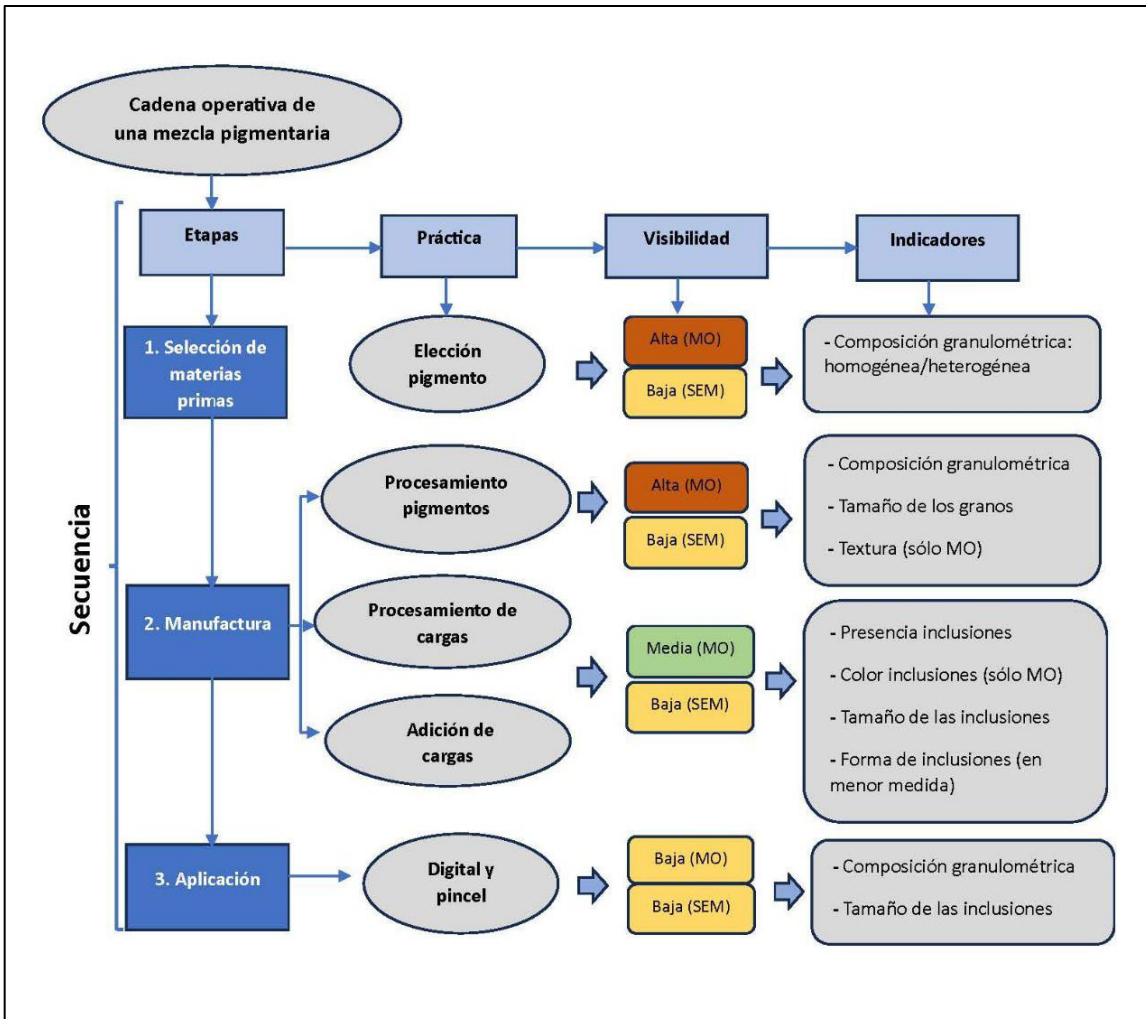 Cadena operativa de
una mezcla pigmentaria
Secuencia
Etapas
Práctica
Visibilidad
Indicadores
1. Selección de
materias
primas
Elección
pigmento
Alta (MO)
Baja (SEM)
- Composición granulométrica:
homogénea/heterogénea
2. Manufactura
Procesamiento
pigmentos
Alta (MO)
Baja (SEM)
- Composición granulométrica
- Tamaño de los granos
- Textura (sólo MO)
Procesamiento de
cargas
Adición de
cargas
Media (MO)
Baja (SEM)
- Presencia inclusiones
- Color inclusiones (sólo MO)
- Tamaño de las inclusiones
- Forma de inclusiones (en
menor medida)
3. Aplicación
Digital y
pincel
Baja (MO)
Baja (SEM)
- Composición granulométrica
- Tamaño de las inclusiones